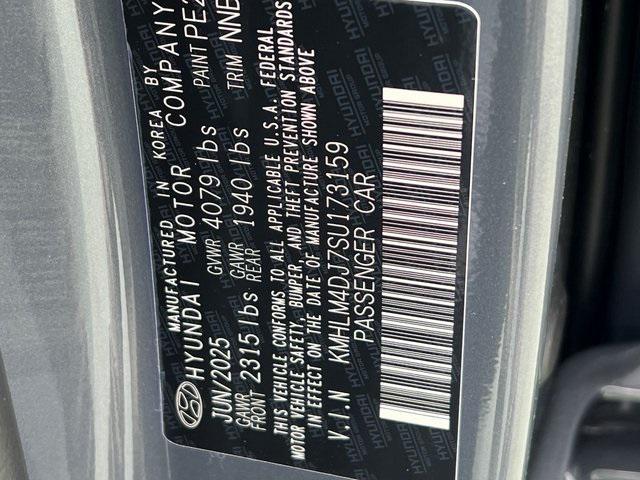 MANUFACTURED IN KOREA BY
HYUNDAI MOTOR COMPANY
JUN/2025 GVWR 4079 lbs PAINT PE2
GAWR FRONT 2315 lbs GAWR REAR 1940 lbs TRIM NNB
THIS VEHICLE CONFORMS TO ALL APPLICABLE U.S.A. FEDERAL
MOTOR VEHICLE SAFETY, BUMPER, AND THEFT PREVENTION STANDARDS
IN EFFECT ON THE DATE OF MANUFACTURE SHOWN ABOVE
V.I.N KMHLM4DJ7SU173159
PASSENGER CAR